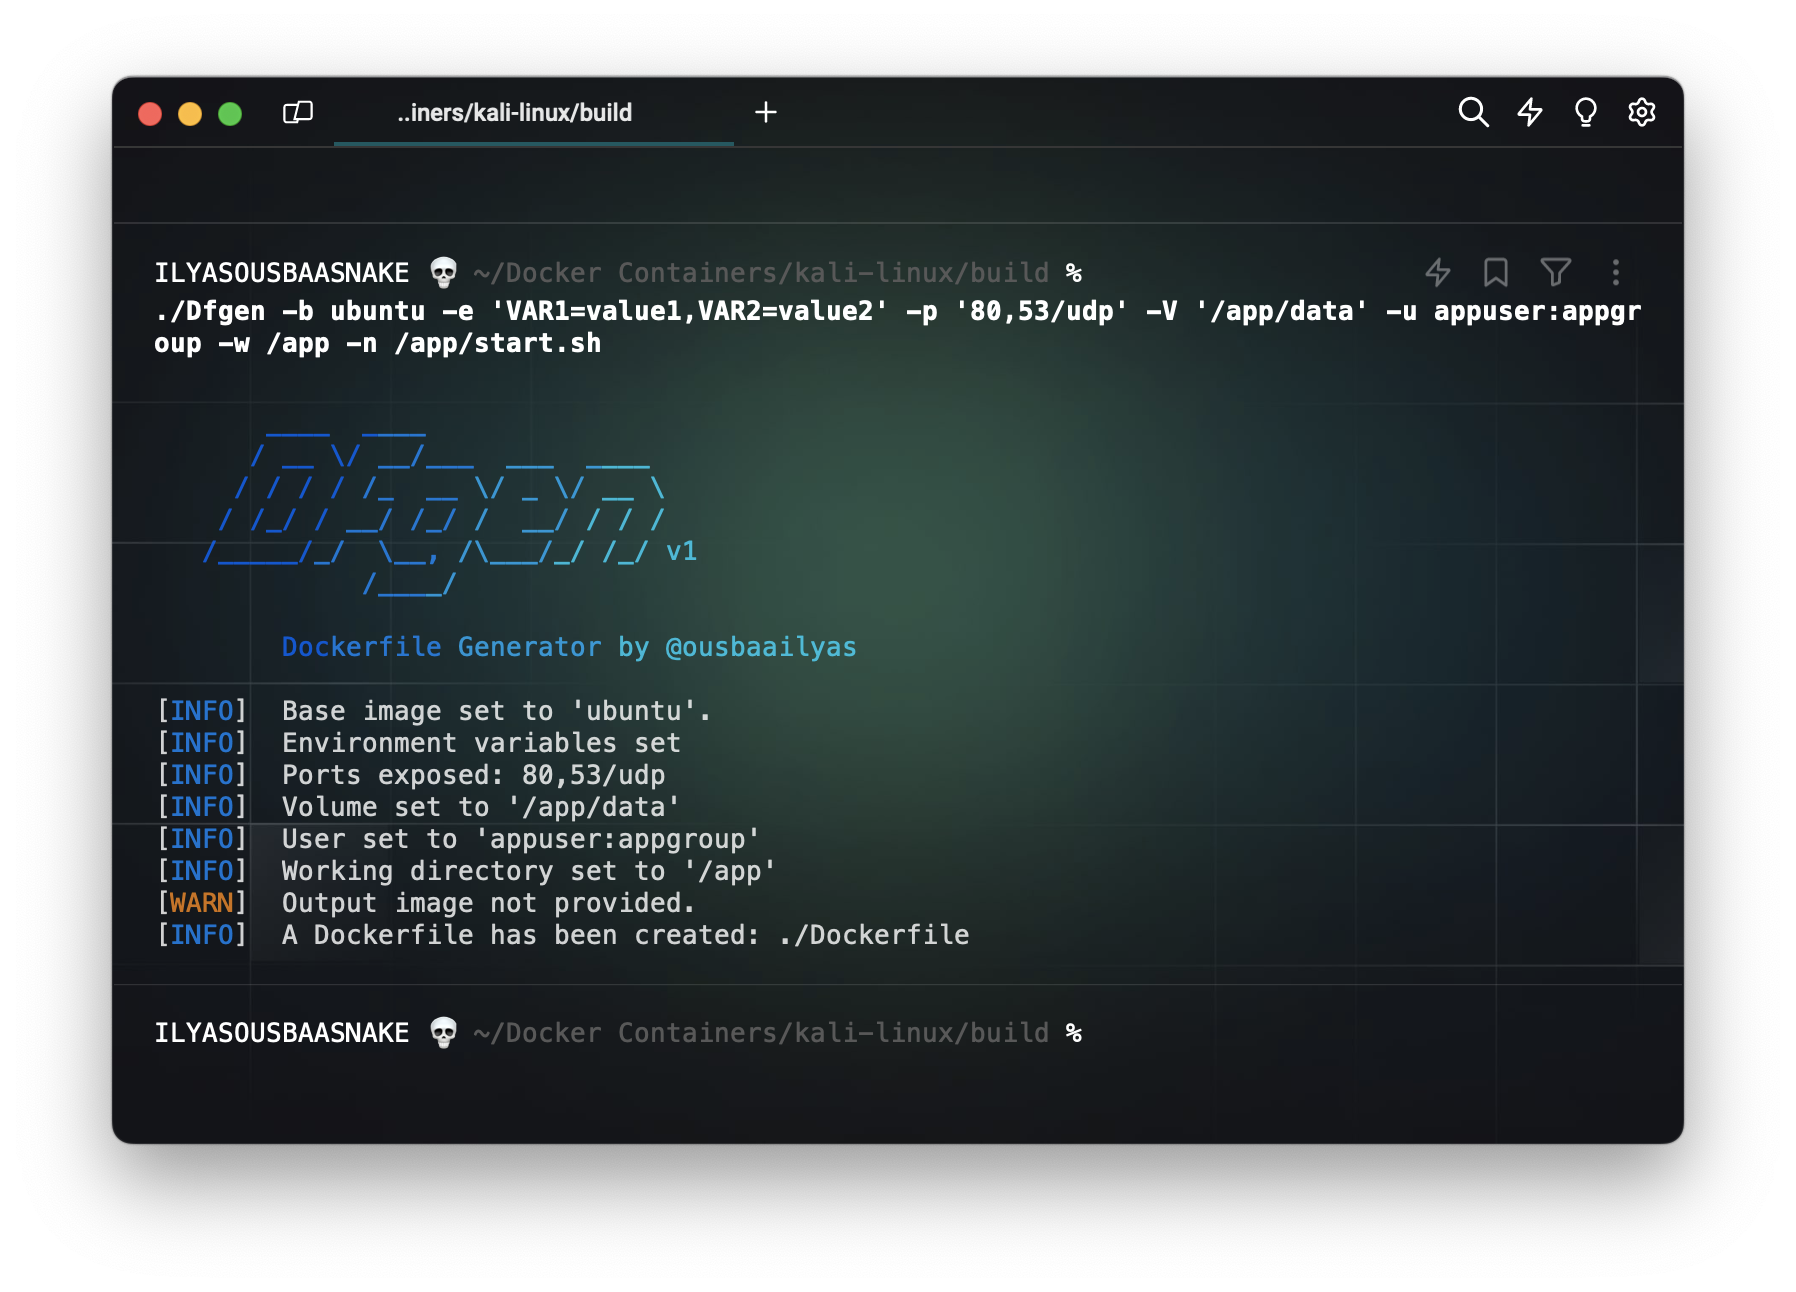 ..iners/kali-linux/build
ILYASOUSBAASNAKE 💀 ~/Docker Containers/kali-linux/build %
./Dfgen -b ubuntu -e 'VAR1=value1,VAR2=value2' -p '80,53/udp' -V '/app/data' -u appuser:appgr
oup -w /app -n /app/start.sh
Dfgen v1
Dockerfile Generator by @ousbaailyas
[INFO] Base image set to 'ubuntu'.
[INFO] Environment variables set
[INFO] Ports exposed: 80,53/udp
[INFO] Volume set to '/app/data'
[INFO] User set to 'appuser:appgroup'
[INFO] Working directory set to '/app'
[WARN] Output image not provided.
[INFO] A Dockerfile has been created: ./Dockerfile
ILYASOUSBAASNAKE 💀 ~/Docker Containers/kali-linux/build %